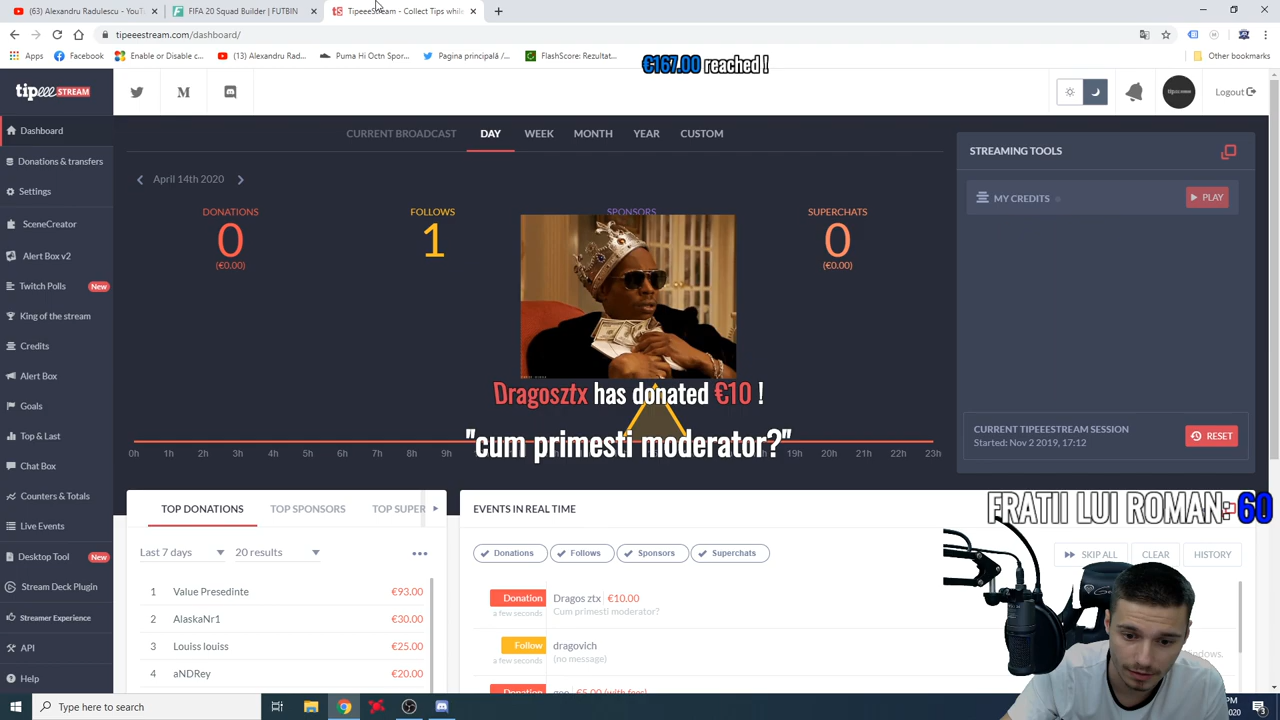 (63) Alexandru Radulescu - YouT
FIFA 20 Squad Builder | FUTBIN
TipeeeStream - Collect Tips while
tipeeestream.com/dashboard/
Apps
Facebook
Enable or Disable c...
(1) Alexandru Rad...
Puma Hi Octn Spor...
Pagina principală /...
FlashScore: Rezultat...
Other bookmarks
€167.00 reached !
tipeee STREAM
Logout
Dashboard
Donations & transfers
Settings
SceneCreator
Alert Box v2
Twitch Polls New
King of the stream
Credits
Alert Box
Goals
Top & Last
Chat Box
Counters & Totals
Live Events
Desktop Tool New
Stream Deck Plugin
Streamer Experience
API
Help
CURRENT BROADCAST DAY WEEK MONTH YEAR CUSTOM
April 14th 2020
DONATIONS
0
(€0.00)
FOLLOWS
1
SPONSORS
SUPERCHATS
0
(€0.00)
Dragosztx has donated €10 !
"cum primesti moderator?"
0h 1h 2h 3h 4h 5h 6h 7h 8h 9h 19h 20h 21h 22h 23h
STREAMING TOOLS
MY CREDITS
PLAY
CURRENT TIPEEESTREAM SESSION
Started: Nov 2 2019, 17:12
RESET
FRATII LUI ROMAN: 60
TOP DONATIONS TOP SPONSORS TOP SUPER
Last 7 days 20 results
1 Value Presedinte €93.00
2 AlaskaNr1 €30.00
3 Louiss louiss €25.00
4 aNDRey €20.00
EVENTS IN REAL TIME
Donations Follows Sponsors Superchats
SKIP ALL CLEAR HISTORY
Donation Dragos ztx €10.00
a few seconds Cum primesti moderator?
Follow dragovich
a few seconds (no message)
Donation €5.00 (with fees)
Type here to search